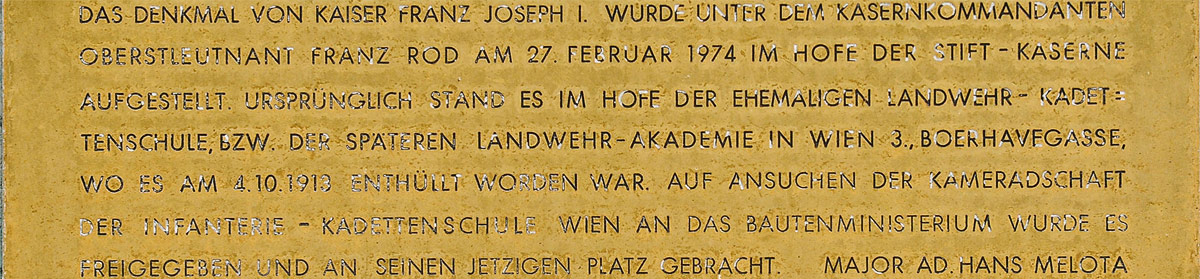 DAS DENKMAL VON KAISER FRANZ JOSEPH I. WURDE UNTER DEM KASERNKOMMANDANTEN
OBERSTLEUTNANT FRANZ ROD AM 27. FEBRUAR 1974 IM HOFE DER STIFT-KASERNE
AUFGESTELLT. URSPRÜNGLICH STAND ES IM HOFE DER EHEMALIGEN LANDWEHR- KADET=
TENSCHULE, BZW. DER SPÄTEREN LANDWEHR-AKADEMIE IN WIEN 3., BOERHAVEGASSE,
WO ES AM 4.10.1913 ENTHÜLLT WORDEN WAR. AUF ANSUCHEN DER KAMERADSCHAFT
DER INFANTERIE - KADETTENSCHULE WIEN AN DAS BAUTENMINISTERIUM WURDE ES
FREIGEGEBEN UND AN SEINEN JETZIGEN PLATZ GEBRACHT. MAJOR AD. HANS MELOTA